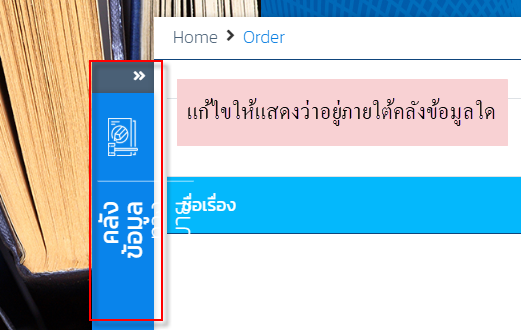 Home > Order
»
แก้ไขให้แสดงว่าอยู่ภายใต้คลังข้อมูลใด
ชื่อเรื่อง
คลัง
ข้อมูล